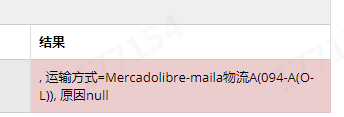 结果
, 运输方式=Mercadolibre-maila物流A(094-A(O-
L)), 原因null